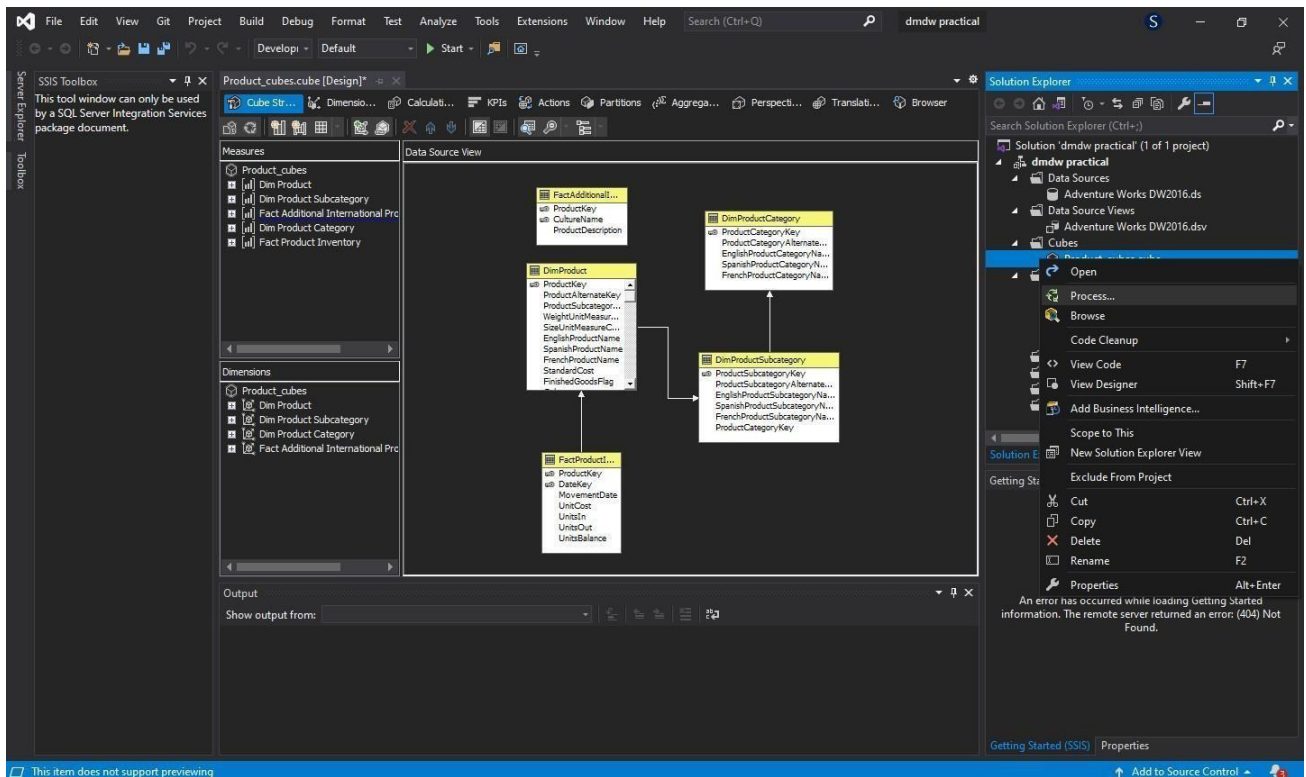 File Edit View Git Project Build Debug Format Test Analyze Tools Extensions Window Help Search (Ctrl+Q) dmdw practical S
Developi Default Start
Server Explorer
Toolbox
SSIS Toolbox
This tool window can only be used
by a SQL Server Integration Services
package document.
Product_cubes.cube [Design]*
Cube Str... Dimensio... Calculati... KPIs Actions Partitions Aggrega... Perspecti... Translati... Browser
Measures
Product_cubes
Dim Product
Dim Product Subcategory
Fact Additional International Prc
Dim Product Category
Fact Product Inventory
Dimensions
Product_cubes
Dim Product
Dim Product Subcategory
Dim Product Category
Fact Additional International Prc
Data Source View
FactAdditionalI...
ProductKey
CultureName
ProductDescription
DimProductCategory
ProductCategoryKey
ProductCategoryAlternate...
EnglishProductCategoryNa...
SpanishProductCategoryN...
FrenchProductCategoryNa...
DimProduct
ProductKey
ProductAlternateKey
ProductSubcategor...
WeightUnitMeasur...
SizeUnitMeasureC...
EnglishProductName
SpanishProductName
FrenchProductName
StandardCost
FinishedGoodsFlag
DimProductSubcategory
ProductSubcategoryKey
ProductSubcategoryAlternate...
EnglishProductSubcategoryNa...
SpanishProductSubcategoryN...
FrenchProductSubcategoryNa...
ProductCategoryKey
FactProductI...
ProductKey
DateKey
MovementDate
UnitCost
UnitsIn
UnitsOut
UnitsBalance
Output
Show output from:
Solution Explorer
Search Solution Explorer (Ctrl+;)
Solution 'dmdw practical' (1 of 1 project)
dmdw practical
Data Sources
Adventure Works DW2016.ds
Data Source Views
Adventure Works DW2016.dsv
Cubes
Open
Process...
Browse
Code Cleanup
View Code F7
View Designer Shift+F7
Add Business Intelligence...
Scope to This
New Solution Explorer View
Exclude From Project
Cut Ctrl+X
Copy Ctrl+C
Delete Del
Rename F2
Properties Alt+Enter
Solution E
Getting Sta
An error has occurred while loading Getting Started
information. The remote server returned an error: (404) Not
Found.
Getting Started (SSIS) Properties
This item does not support previewing
Add to Source Control